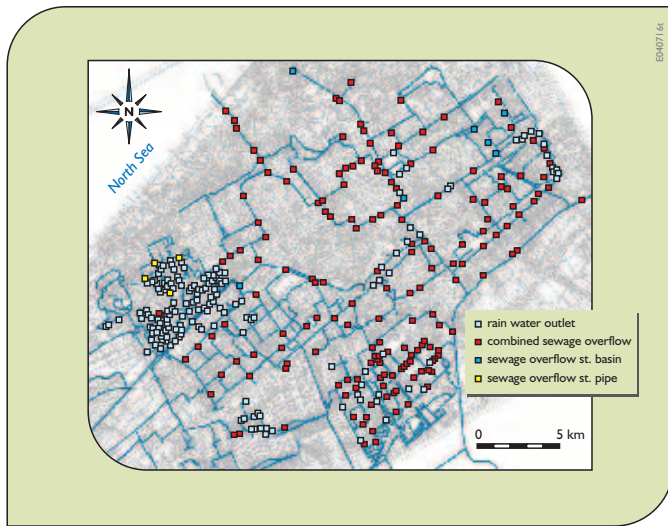 E040716t
N
North Sea
rain water outlet
combined sewage overflow
sewage overflow st. basin
sewage overflow st. pipe
0 5 km